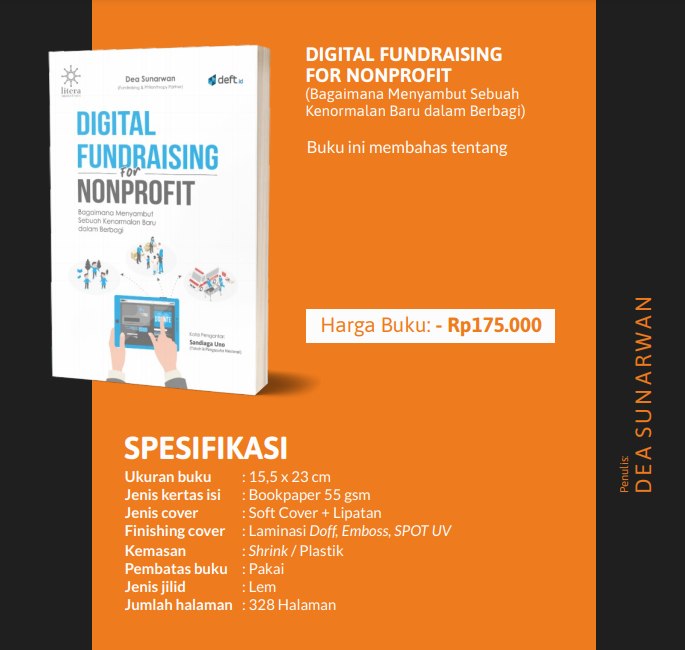 litera
Dea Sunarwan
(Fundraising & Philanthropy Partner)
deft.id
DIGITAL
FUNDRAISING
for
NONPROFIT
Bagaimana Menyambut
Sebuah Kenormalan Baru
dalam Berbagi
Kata Pengantar:
Sandiaga Uno
DIGITAL FUNDRAISING
FOR NONPROFIT
(Bagaimana Menyambut Sebuah
Kenormalan Baru dalam Berbagi)
Buku ini membahas tentang
Harga Buku: - Rp175.000
SPESIFIKASI
Ukuran buku : 15,5 x 23 cm
Jenis kertas isi : Bookpaper 55 gsm
Jenis cover : Soft Cover + Lipatan
Finishing cover : Laminasi Doff, Emboss, SPOT UV
Kemasan : Shrink / Plastik
Pembatas buku : Pakai
Jenis jilid : Lem
Jumlah halaman : 328 Halaman
Penulis:
DEA SUNARWAN